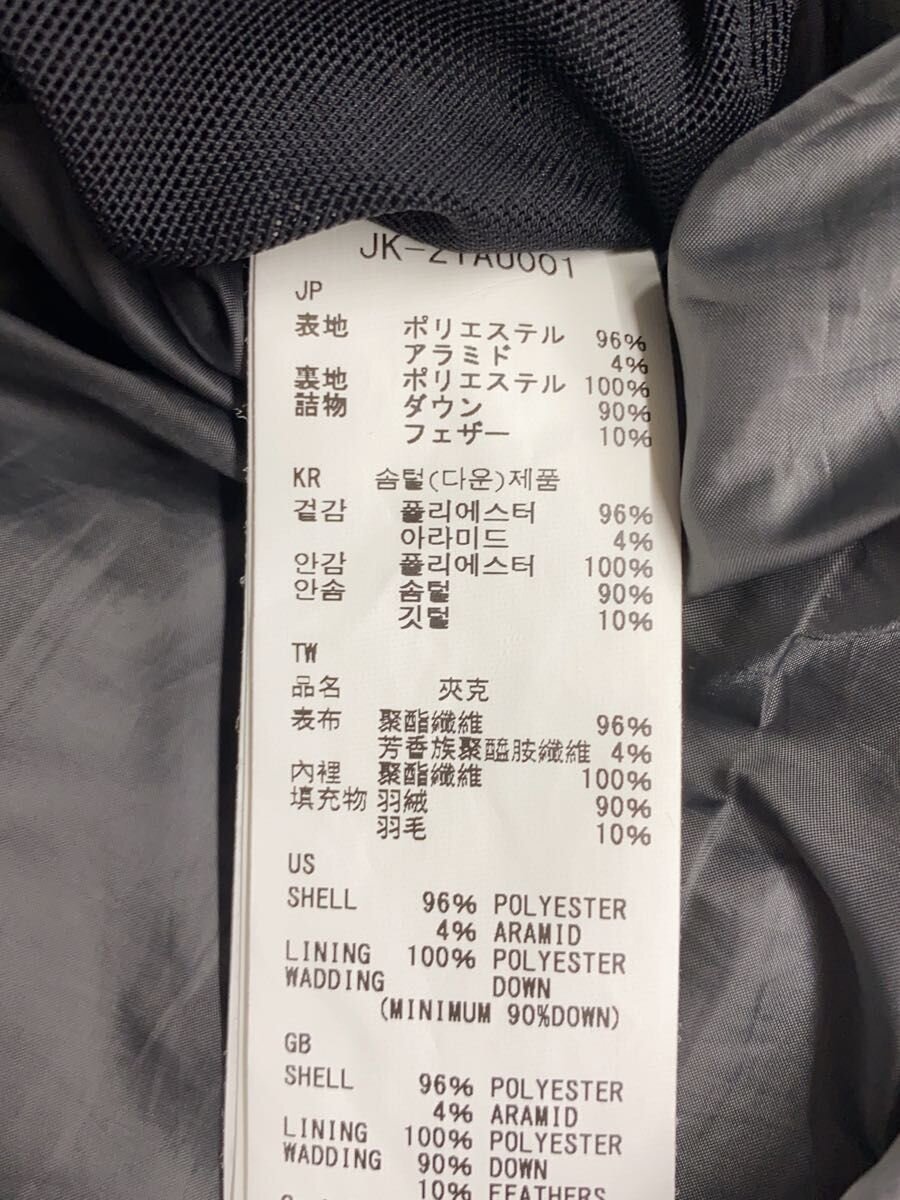 JK-21A0001
JP
表地 ポリエステル 96%
アラミド 4%
裏地 ポリエステル 100%
詰物 ダウン 90%
フェザー 10%
KR 솜털(다운)제품
겉감 폴리에스터 96%
아라미드 4%
안감 폴리에스터 100%
안솜 솜털 90%
깃털 10%
TW
品名 夾克
表布 聚酯纖維 96%
芳香族聚醯胺纖維 4%
內裡 聚酯纖維 100%
填充物 羽絨 90%
羽毛 10%
US
SHELL 96% POLYESTER
4% ARAMID
LINING 100% POLYESTER
WADDING DOWN
(MINIMUM 90%DOWN)
GB
SHELL 96% POLYESTER
4% ARAMID
LINING 100% POLYESTER
WADDING 90% DOWN
10% FEATHERS